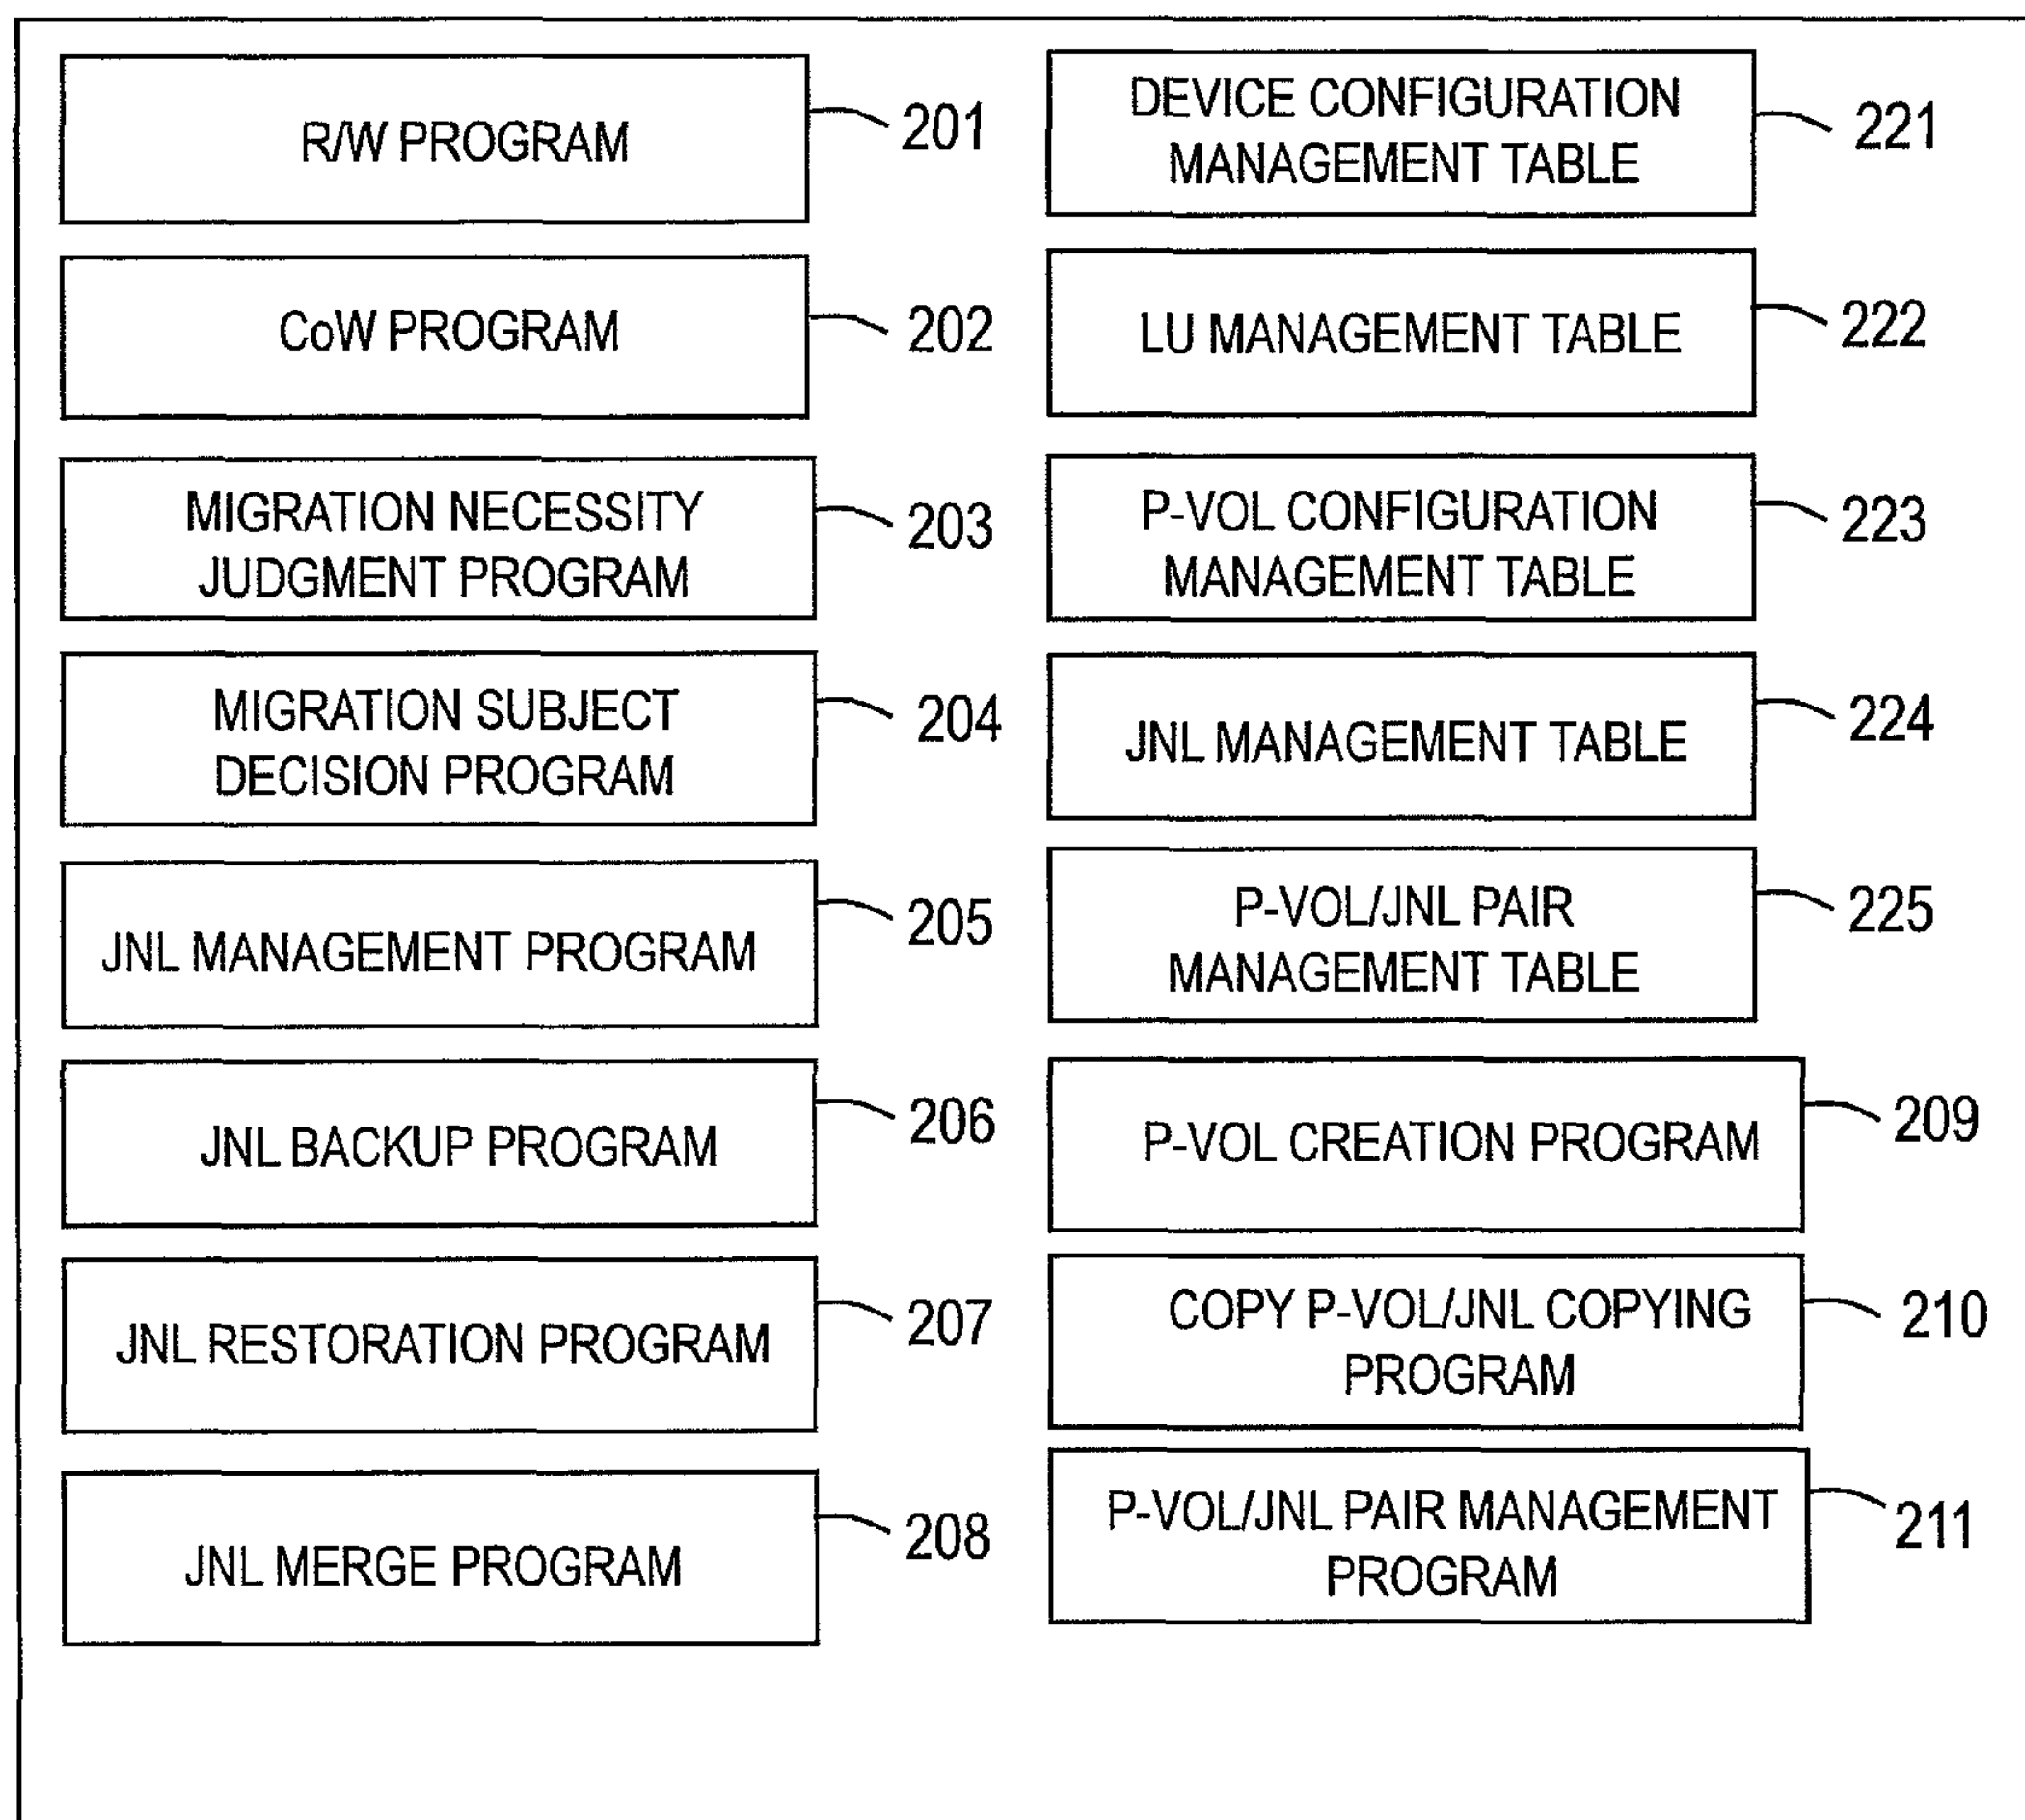 R/W PROGRAM
201
CoW PROGRAM
202
MIGRATION NECESSITY
JUDGMENT PROGRAM
203
MIGRATION SUBJECT
DECISION PROGRAM
204
JNL MANAGEMENT PROGRAM
205
JNL BACKUP PROGRAM
206
JNL RESTORATION PROGRAM
207
JNL MERGE PROGRAM
208
DEVICE CONFIGURATION
MANAGEMENT TABLE
221
LU MANAGEMENT TABLE
222
P-VOL CONFIGURATION
MANAGEMENT TABLE
223
JNL MANAGEMENT TABLE
224
P-VOL/JNL PAIR
MANAGEMENT TABLE
225
P-VOL CREATION PROGRAM
209
COPY P-VOL/JNL COPYING
PROGRAM
210
P-VOL/JNL PAIR MANAGEMENT
PROGRAM
211